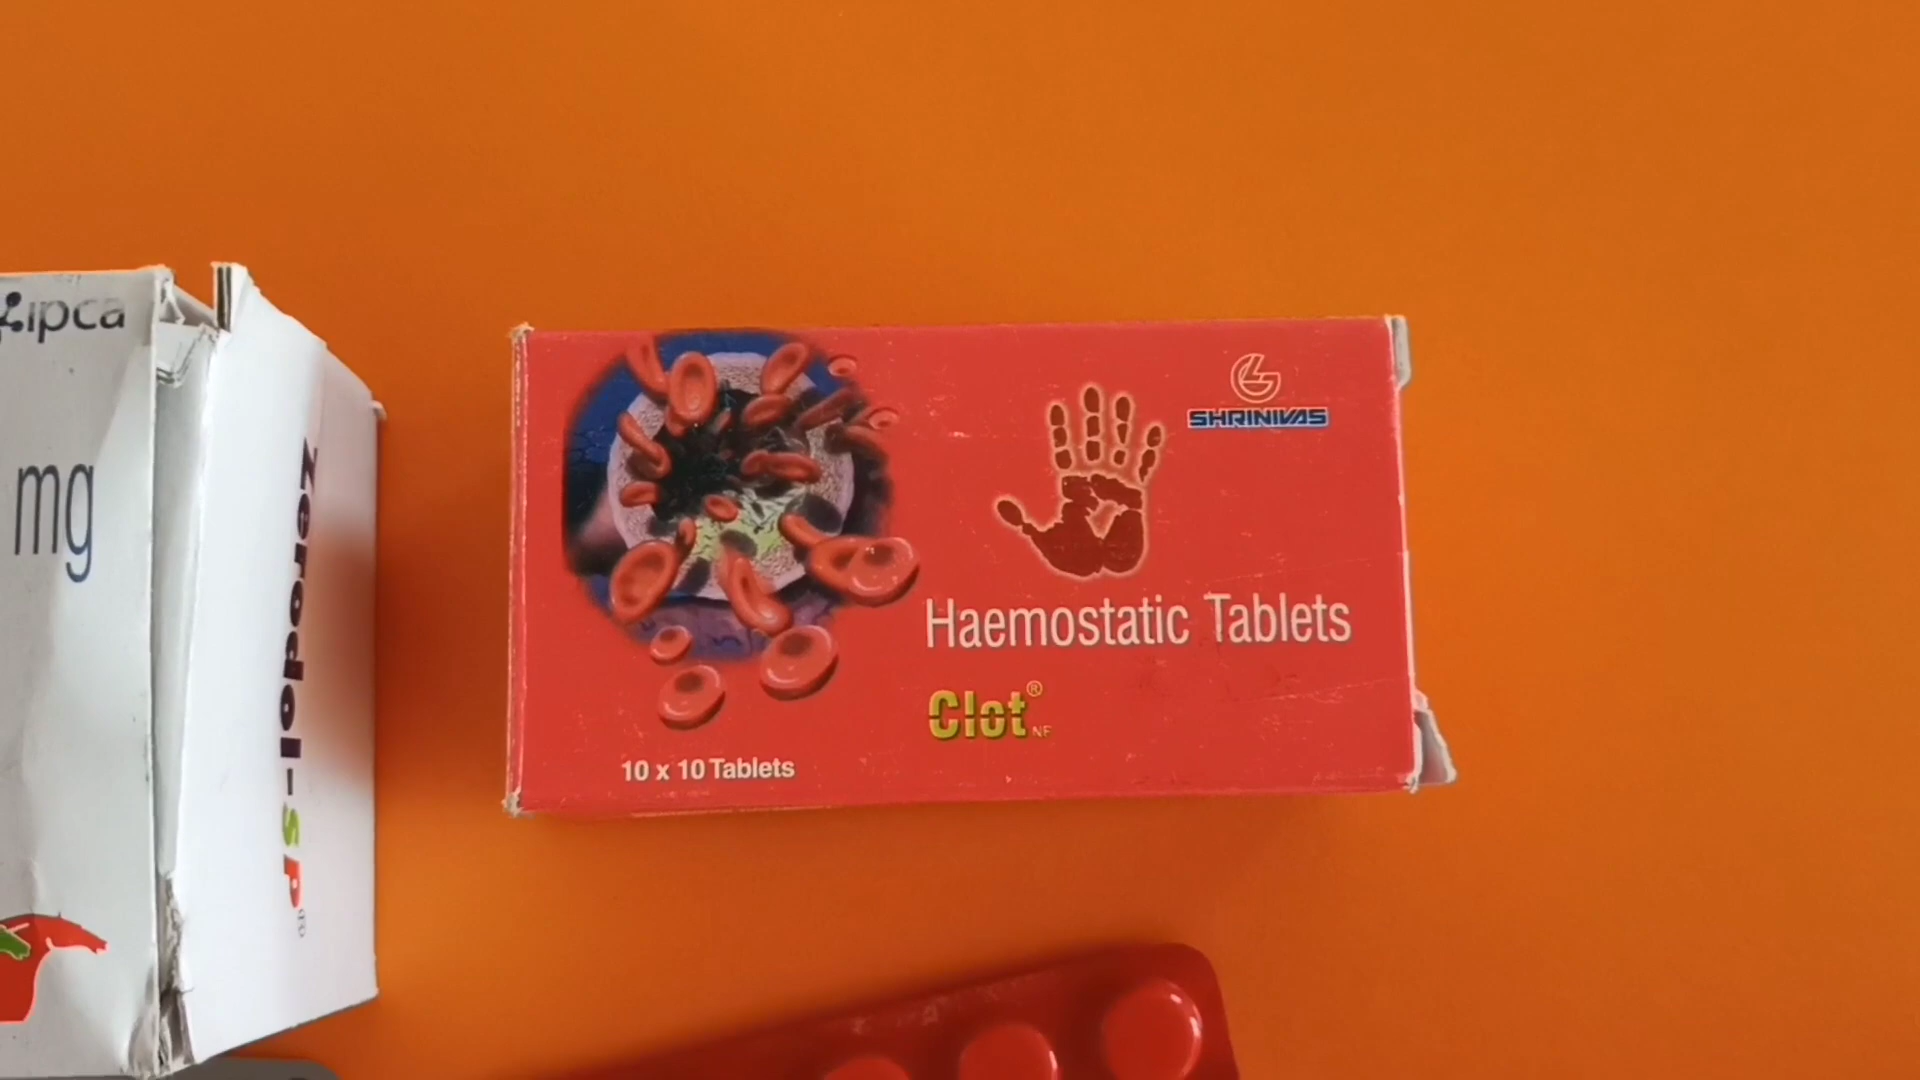 ipca
mg
Zerodol-SP®
SHRINIVAS
Haemostatic Tablets
Clot® NF
10 x 10 Tablets